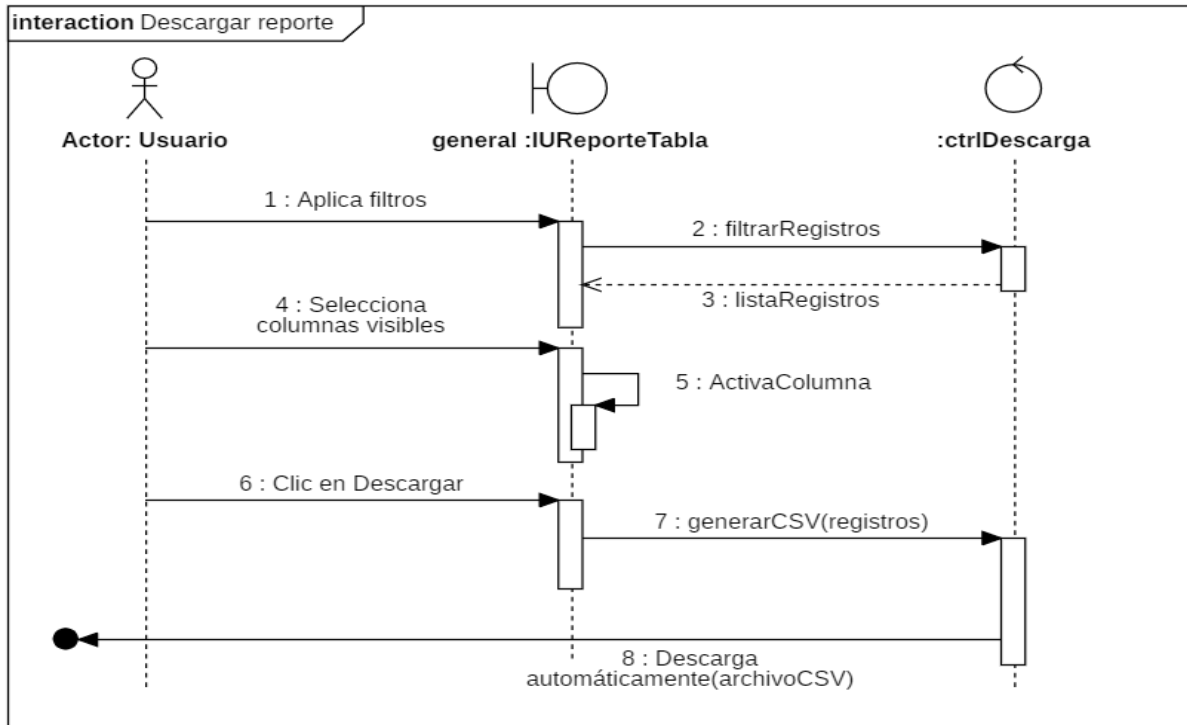 interaction Descargar reporte
Actor: Usuario
general :IUReporteTabla
:ctrlDescarga
1 : Aplica filtros
2 : filtrarRegistros
3 : listaRegistros
4 : Selecciona
columnas visibles
5 : ActivaColumna
6 : Clic en Descargar
7 : generarCSV(registros)
8 : Descarga
automáticamente(archivoCSV)